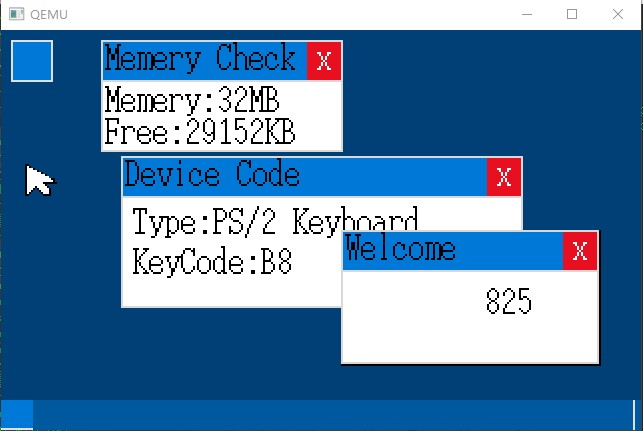 QEMU
Memery Check X
Memery:32MB
Free:29152KB
Device Code X
Type:PS/2 Keyboard
KeyCode:B8
Welcome X
825